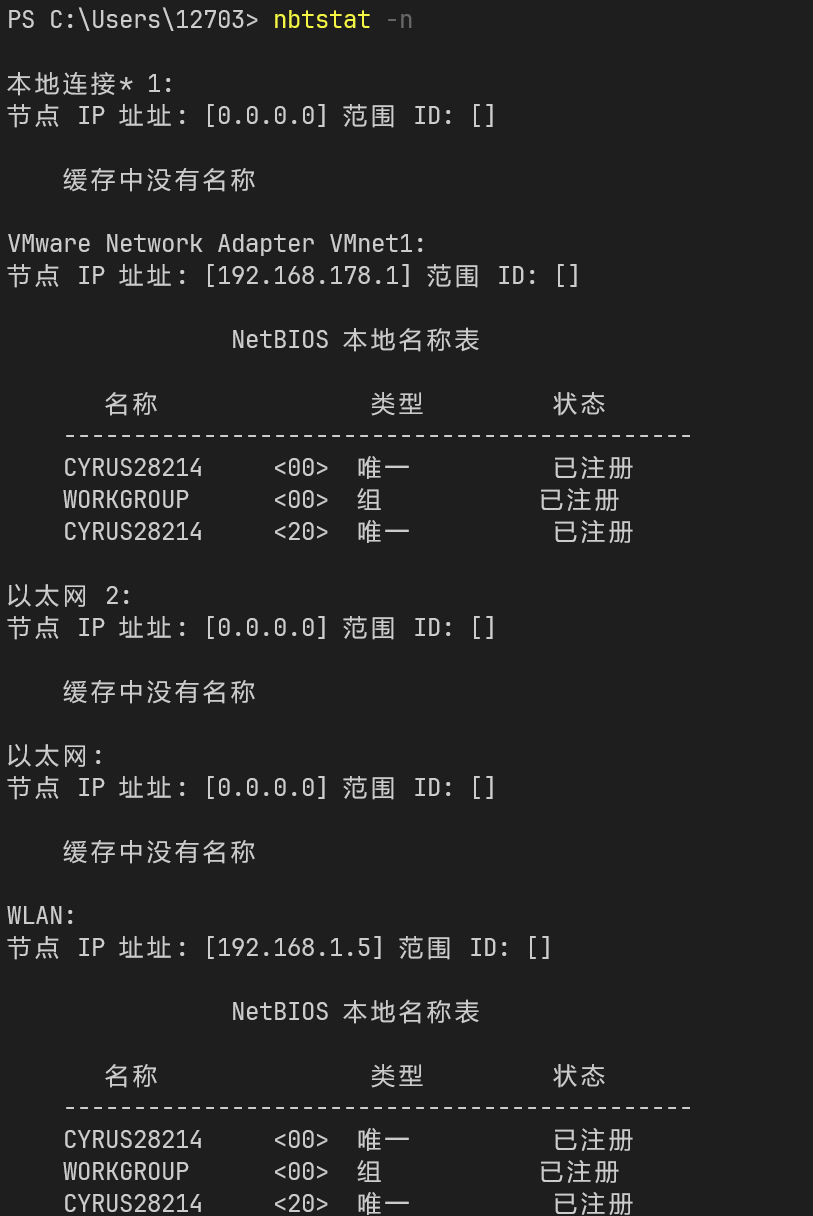 PS C:\Users\12703> nbtstat -n
本地连接* 1:
节点 IP 址址: [0.0.0.0] 范围 ID: []
缓存中没有名称
VMware Network Adapter VMnet1:
节点 IP 址址: [192.168.178.1] 范围 ID: []
NetBIOS 本地名称表
名称 类型 状态
---------------------------------------------
CYRUS28214 <00> 唯一 已注册
WORKGROUP <00> 组 已注册
CYRUS28214 <20> 唯一 已注册
以太网 2:
节点 IP 址址: [0.0.0.0] 范围 ID: []
缓存中没有名称
以太网:
节点 IP 址址: [0.0.0.0] 范围 ID: []
缓存中没有名称
WLAN:
节点 IP 址址: [192.168.1.5] 范围 ID: []
NetBIOS 本地名称表
名称 类型 状态
---------------------------------------------
CYRUS28214 <00> 唯一 已注册
WORKGROUP <00> 组 已注册
CYRUS28214 <20> 唯一 已注册